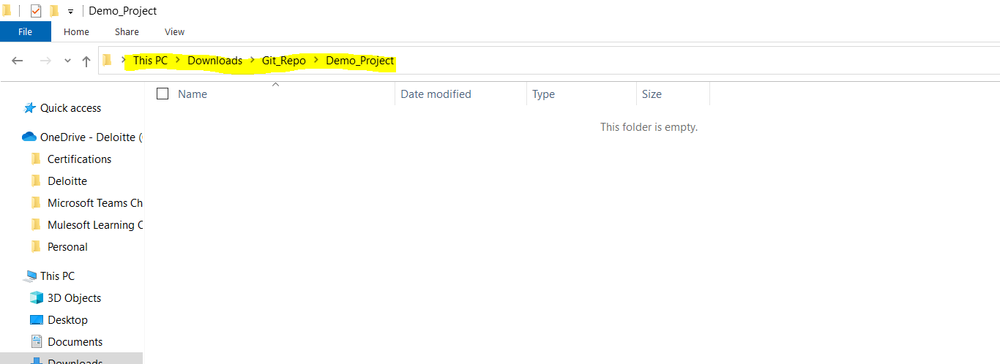 Demo_Project
File Home Share View
This PC Downloads Git_Repo Demo_Project
Name Date modified Type Size
This folder is empty.
Quick access
OneDrive - Deloitte (
Certifications
Deloitte
Microsoft Teams Ch
Mulesoft Learning C
Personal
This PC
3D Objects
Desktop
Documents
Downloads